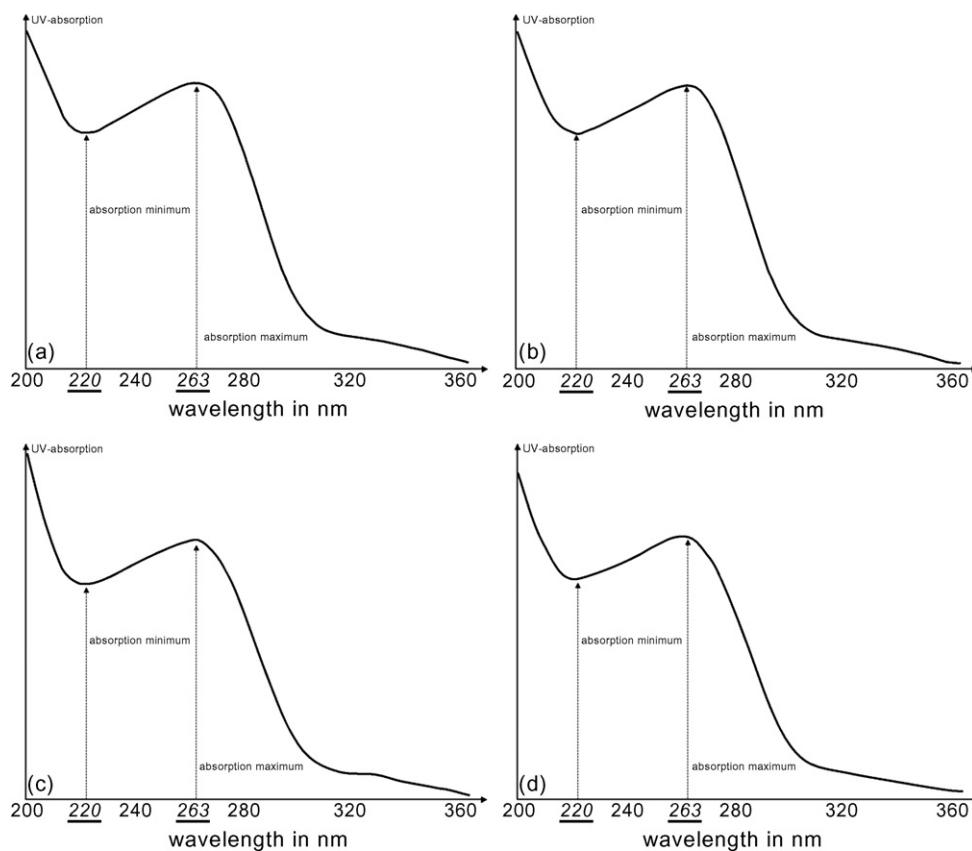 UV-absorption
absorption minimum
absorption maximum
(a)
200 220 240 263 280 320 360
wavelength in nm
UV-absorption
absorption minimum
absorption maximum
(b)
200 220 240 263 280 320 360
wavelength in nm
UV-absorption
absorption minimum
absorption maximum
(c)
200 220 240 263 280 320 360
wavelength in nm
UV-absorption
absorption minimum
absorption maximum
(d)
200 220 240 263 280 320 360
wavelength in nm